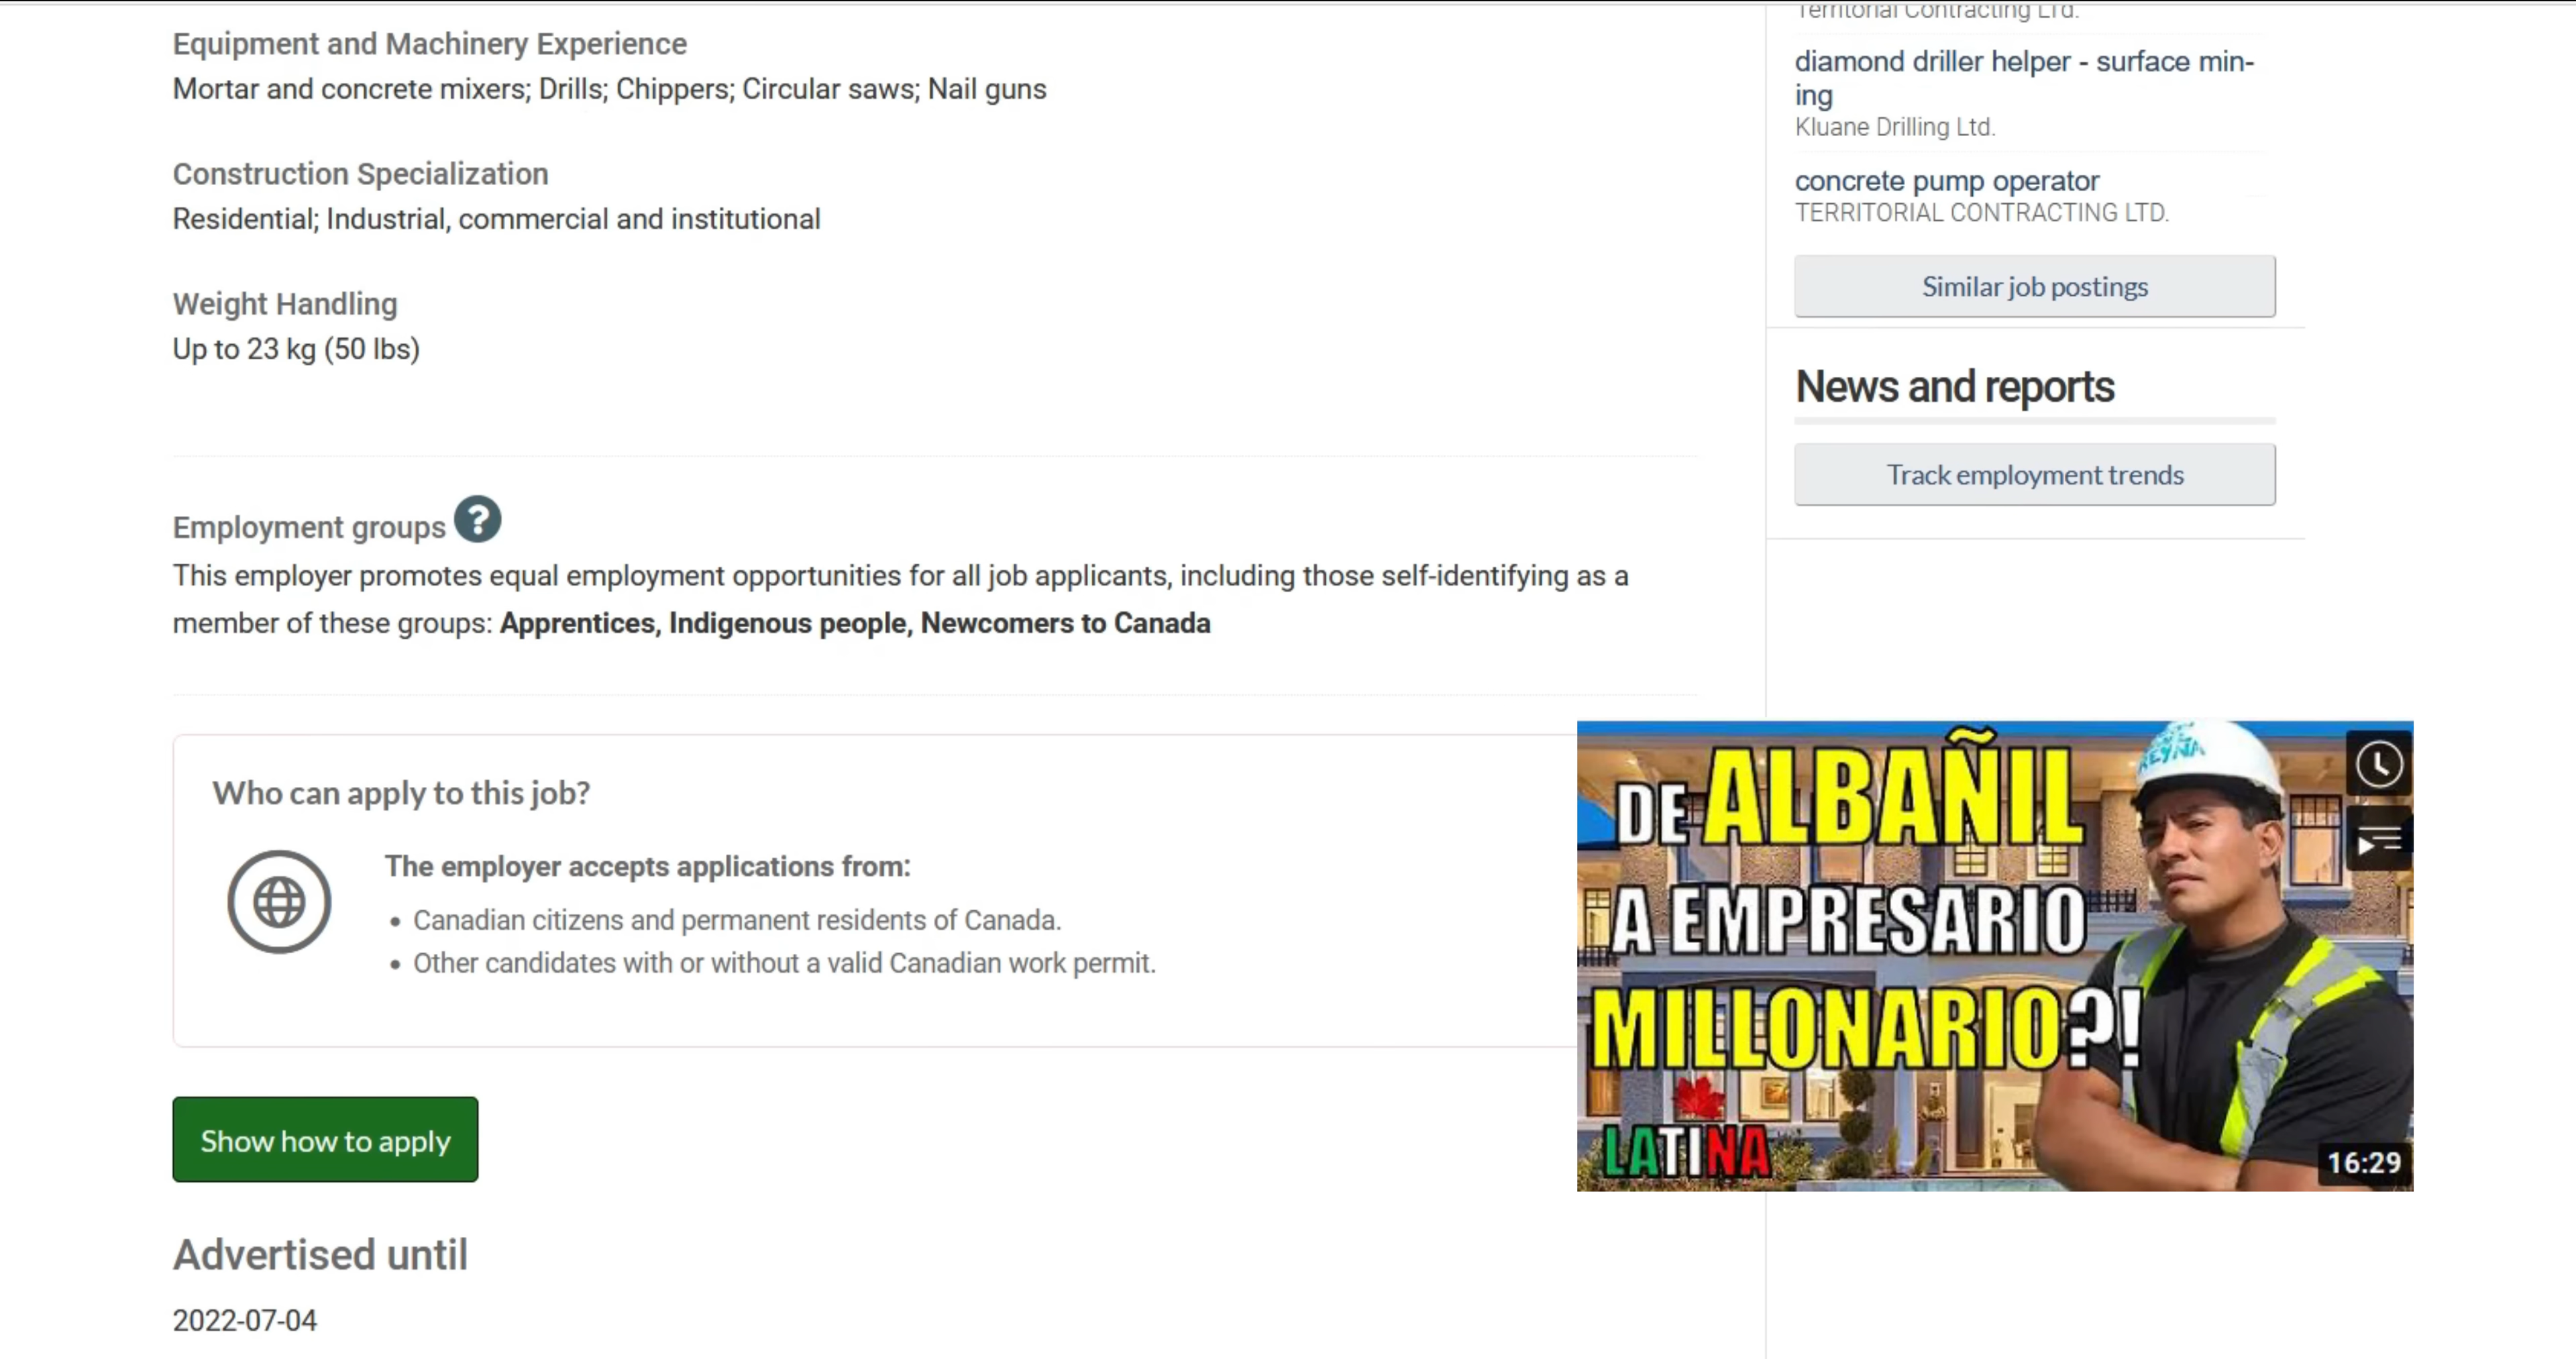 Equipment and Machinery Experience
Mortar and concrete mixers; Drills; Chippers; Circular saws; Nail guns
Construction Specialization
Residential; Industrial, commercial and institutional
Weight Handling
Up to 23 kg (50 lbs)
Employment groups ?
This employer promotes equal employment opportunities for all job applicants, including those self-identifying as a
member of these groups: Apprentices, Indigenous people, Newcomers to Canada
Who can apply to this job?
The employer accepts applications from:
• Canadian citizens and permanent residents of Canada.
• Other candidates with or without a valid Canadian work permit.
Show how to apply
Advertised until
2022-07-04
Territorial Contracting Ltd.
diamond driller helper - surface min-
ing
Kluane Drilling Ltd.
concrete pump operator
TERRITORIAL CONTRACTING LTD.
Similar job postings
News and reports
Track employment trends
DE ALBAÑIL
A EMPRESARIO
MILLONARIO?!
LATINA
REYNA
16:29